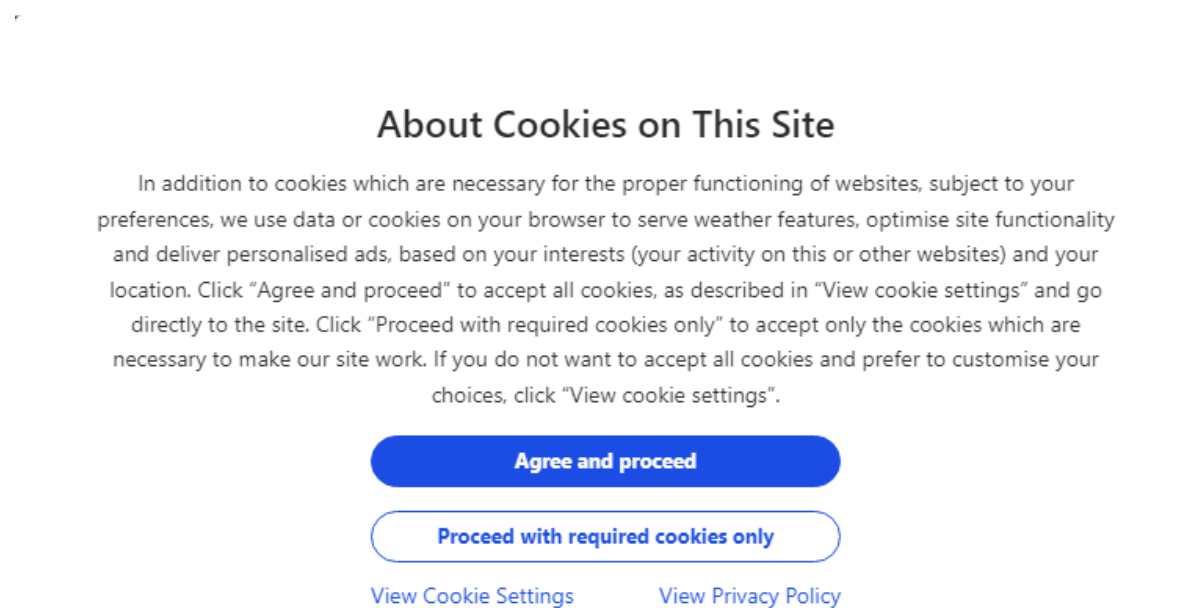 About Cookies on This Site
In addition to cookies which are necessary for the proper functioning of websites, subject to your
preferences, we use data or cookies on your browser to serve weather features, optimise site functionality
and deliver personalised ads, based on your interests (your activity on this or other websites) and your
location. Click “Agree and proceed” to accept all cookies, as described in “View cookie settings” and go
directly to the site. Click “Proceed with required cookies only” to accept only the cookies which are
necessary to make our site work. If you do not want to accept all cookies and prefer to customise your
choices, click “View cookie settings”.
Agree and proceed
Proceed with required cookies only
View Cookie Settings View Privacy Policy